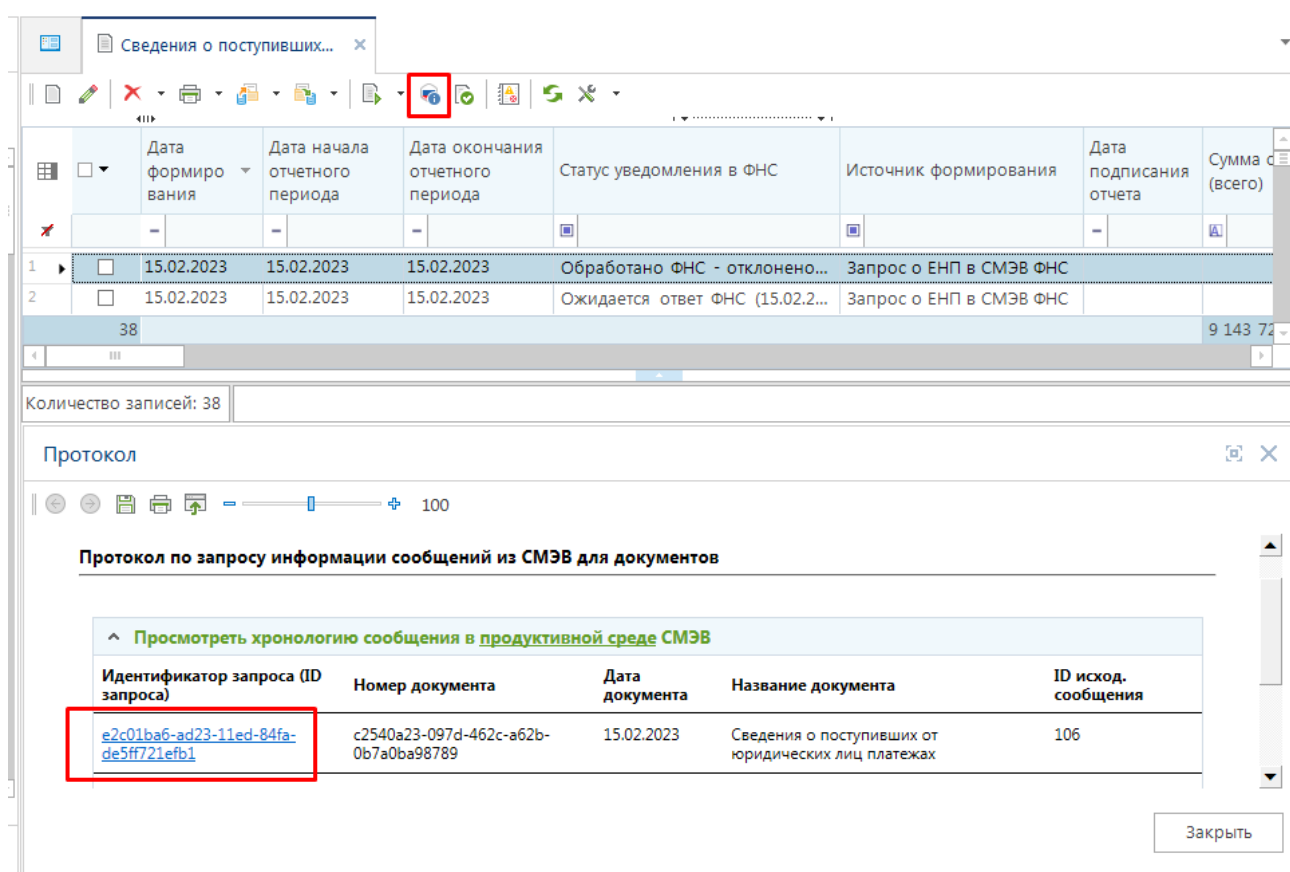 Сведения о поступивших...
Дата формиро вания
Дата начала отчетного периода
Дата окончания отчетного периода
Статус уведомления в ФНС
Источник формирования
Дата подписания отчета
Сумма (всего)
1 15.02.2023 15.02.2023 15.02.2023 Обработано ФНС - отклонено... Запрос о ЕНП в СМЭВ ФНС
2 15.02.2023 15.02.2023 15.02.2023 Ожидается ответ ФНС (15.02.2... Запрос о ЕНП в СМЭВ ФНС
38 9 143 72
Количество записей: 38
Протокол
100
Протокол по запросу информации сообщений из СМЭВ для документов
Просмотреть хронологию сообщения в продуктивной среде СМЭВ
Идентификатор запроса (ID
запроса)
Номер документа
Дата
документа
Название документа
ID исход.
сообщения
e2c01ba6-ad23-11ed-84fa-
de5ff721efb1
c2540a23-097d-462c-a62b-
0b7a0ba98789
15.02.2023
Сведения о поступивших от
юридических лиц платежах
106
Закрыть